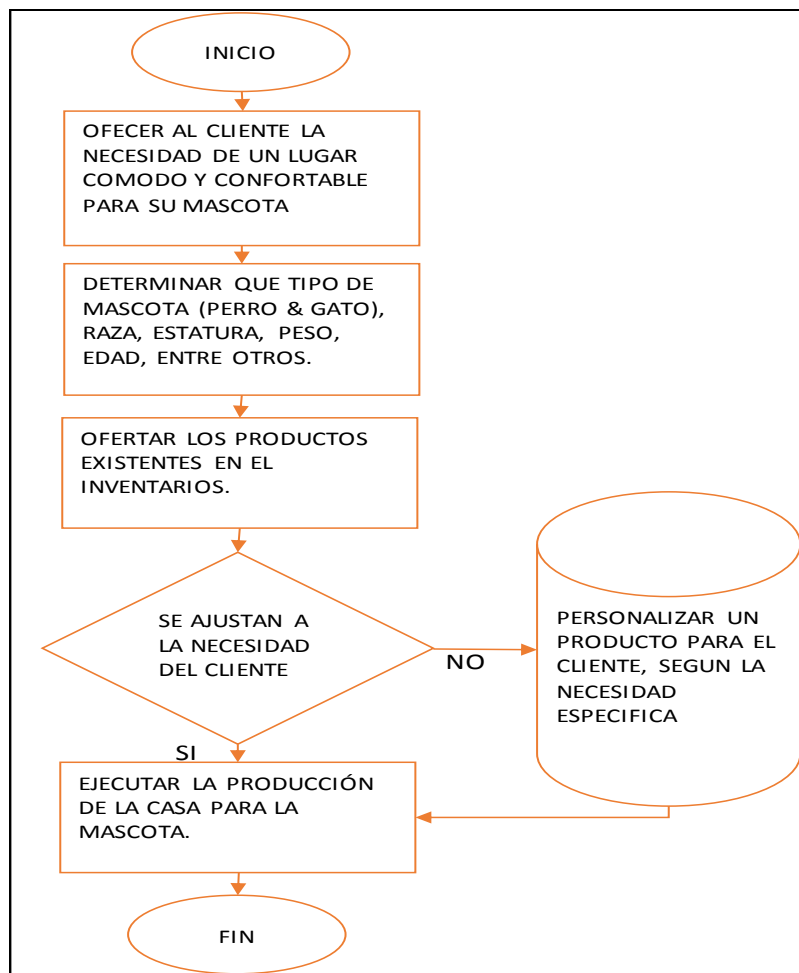 INICIO
OFECER AL CLIENTE LA
NECESIDAD DE UN LUGAR
COMODO Y CONFORTABLE
PARA SU MASCOTA
DETERMINAR QUE TIPO DE
MASCOTA (PERRO & GATO),
RAZA, ESTATURA, PESO,
EDAD, ENTRE OTROS.
OFERTAR LOS PRODUCTOS
EXISTENTES EN EL
INVENTARIOS.
SE AJUSTAN A
LA NECESIDAD
DEL CLIENTE
NO
PERSONALIZAR UN
PRODUCTO PARA EL
CLIENTE, SEGUN LA
NECESIDAD
ESPECIFICA
SI
EJECUTAR LA PRODUCCIÓN
DE LA CASA PARA LA
MASCOTA.
FIN